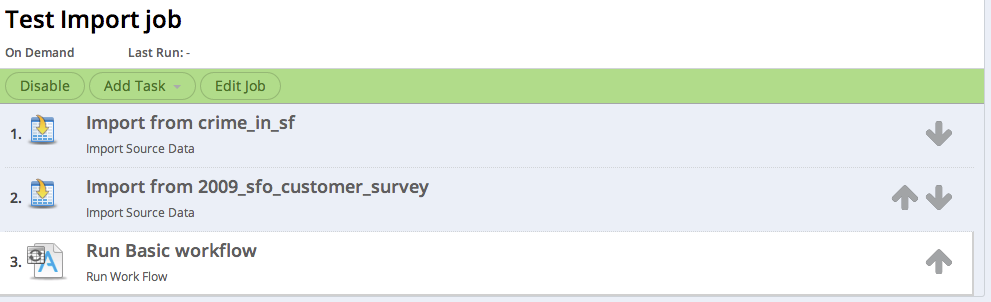 Test Import job
On Demand Last Run: -
Disable Add Task Edit Job
1. Import from crime_in_sf
Import Source Data
2. Import from 2009_sfo_customer_survey
Import Source Data
3. Run Basic workflow
Run Work Flow